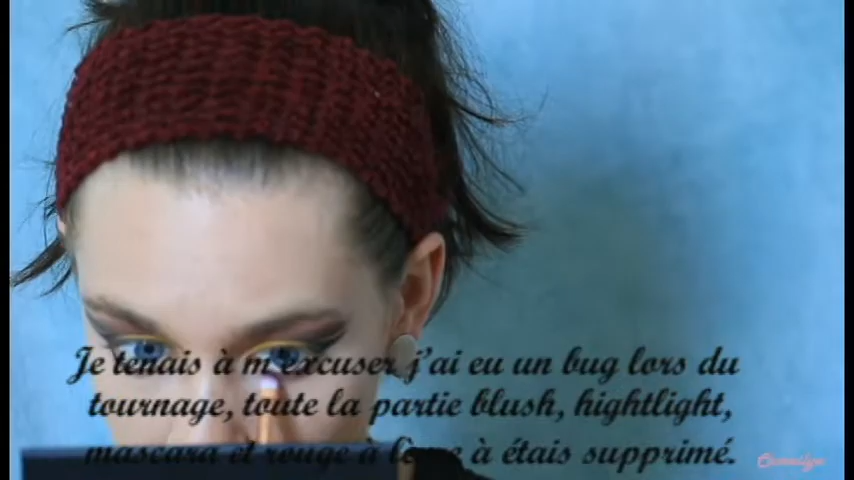 Je tenais à m'excuser j'ai eu un bug lors du
tournage, toute la partie blush, hightlight,
mascara et rouge à à étais supprimé.